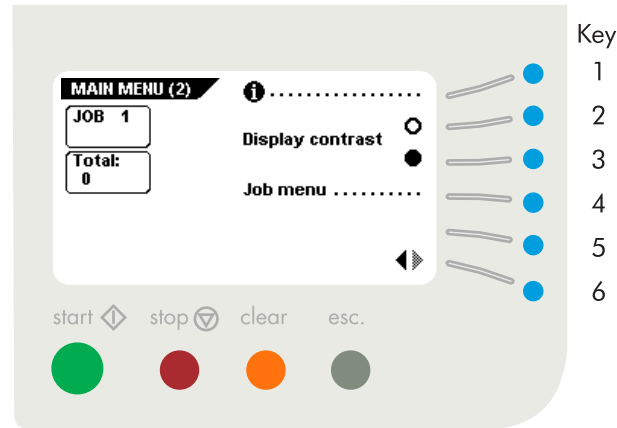 Key
MAIN MENU (2)
i ..................
1
JOB 1
2
Display contrast
3
Total:
0
Job menu ..........
4
5
6
start stop clear esc.